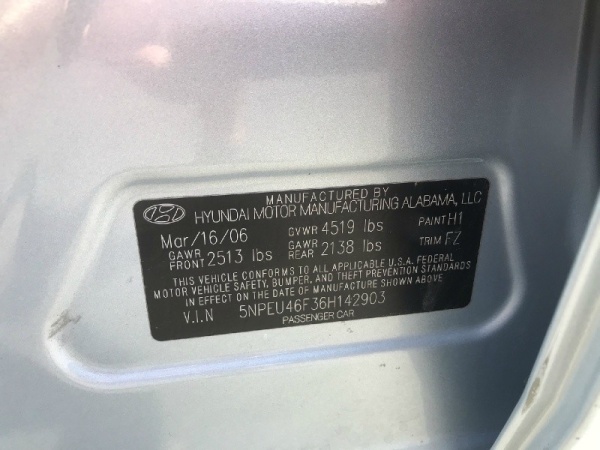 MANUFACTURED BY
HYUNDAI MOTOR MANUFACTURING ALABAMA, LLC
Mar/16/06 GVWR 4519 lbs PAINT H1
GAWR FRONT 2513 lbs GAWR REAR 2138 lbs TRIM FZ
THIS VEHICLE CONFORMS TO ALL APPLICABLE U.S.A. FEDERAL
MOTOR VEHICLE SAFETY, BUMPER, AND THEFT PREVENTION STANDARDS
IN EFFECT ON THE DATE OF MANUFACTURE SHOWN ABOVE
V.I.N 5NPEU46F36H142903
PASSENGER CAR